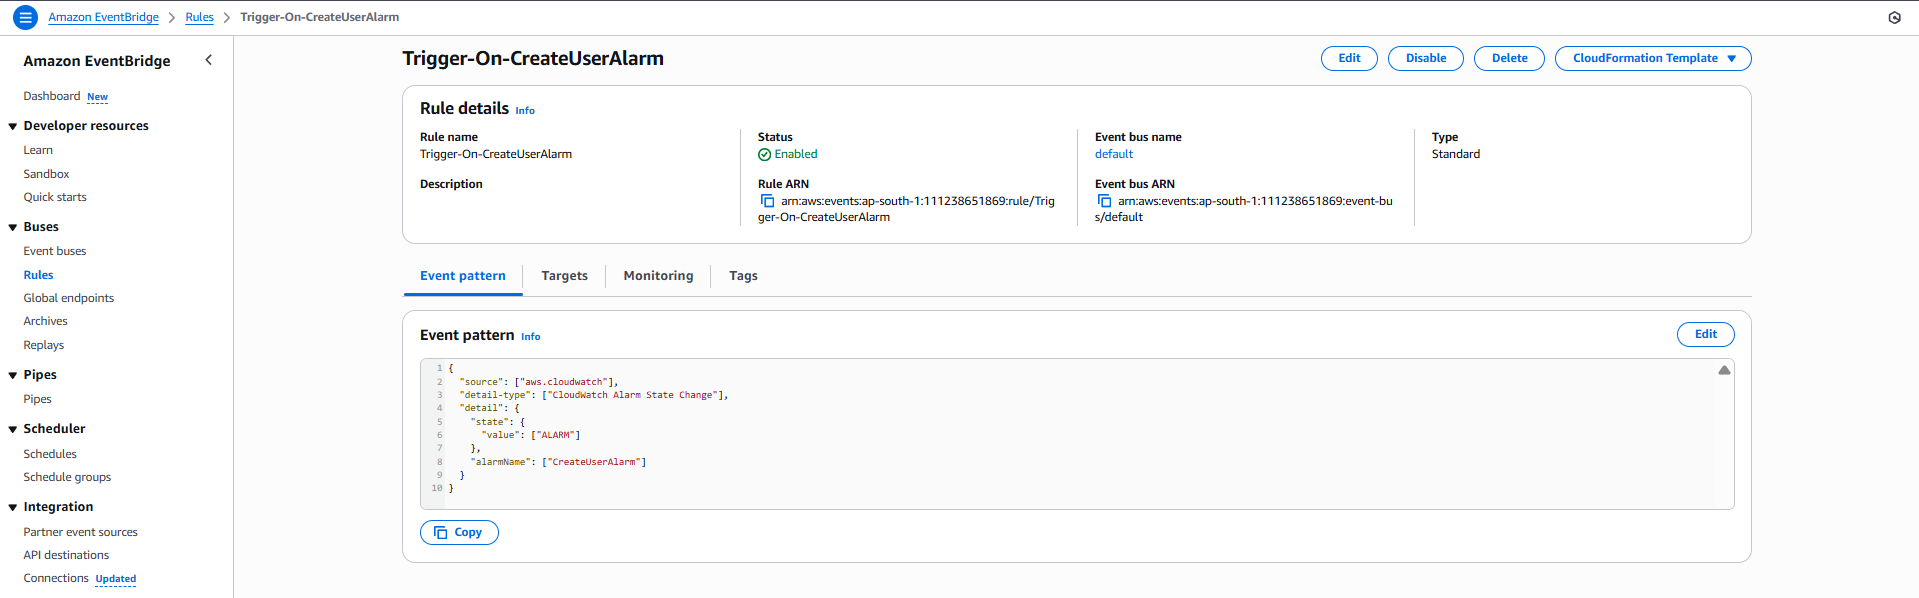 Amazon EventBridge > Rules > Trigger-On-CreateUserAlarm
Amazon EventBridge
Dashboard New
Developer resources
Learn
Sandbox
Quick starts
Buses
Event buses
Rules
Global endpoints
Archives
Replays
Pipes
Pipes
Scheduler
Schedules
Schedule groups
Integration
Partner event sources
API destinations
Connections Updated
Trigger-On-CreateUserAlarm
Edit
Disable
Delete
CloudFormation Template
Rule details Info
Rule name
Trigger-On-CreateUserAlarm
Description
Status
Enabled
Rule ARN
arn:aws:events:ap-south-1:111238651869:rule/Trig
ger-On-CreateUserAlarm
Event bus name
default
Event bus ARN
arn:aws:events:ap-south-1:111238651869:event-bu
s/default
Type
Standard
Event pattern
Targets
Monitoring
Tags
Event pattern Info
Edit
1 {
2 "source": ["aws.cloudwatch"],
3 "detail-type": ["CloudWatch Alarm State Change"],
4 "detail": {
5 "state": {
6 "value": ["ALARM"]
7 },
8 "alarmName": ["CreateUserAlarm"]
9 }
10 }
Copy